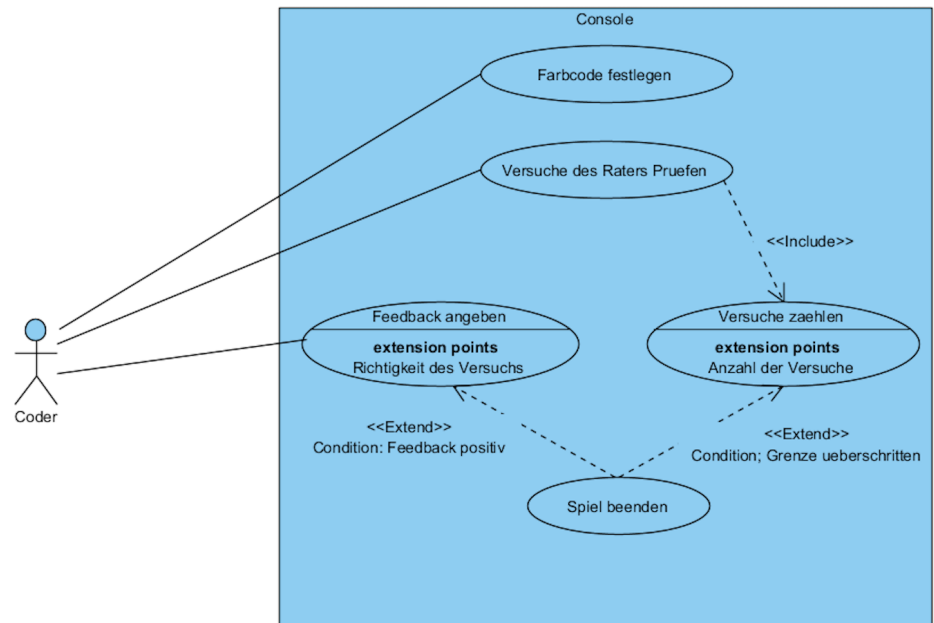 Console
Farbcode festlegen
Versuche des Raters Pruefen
<<Include>>
Feedback angeben
extension points
Richtigkeit des Versuchs
Versuche zaehlen
extension points
Anzahl der Versuche
Coder
<<Extend>>
Condition: Feedback positiv
<<Extend>>
Condition; Grenze ueberschritten
Spiel beenden